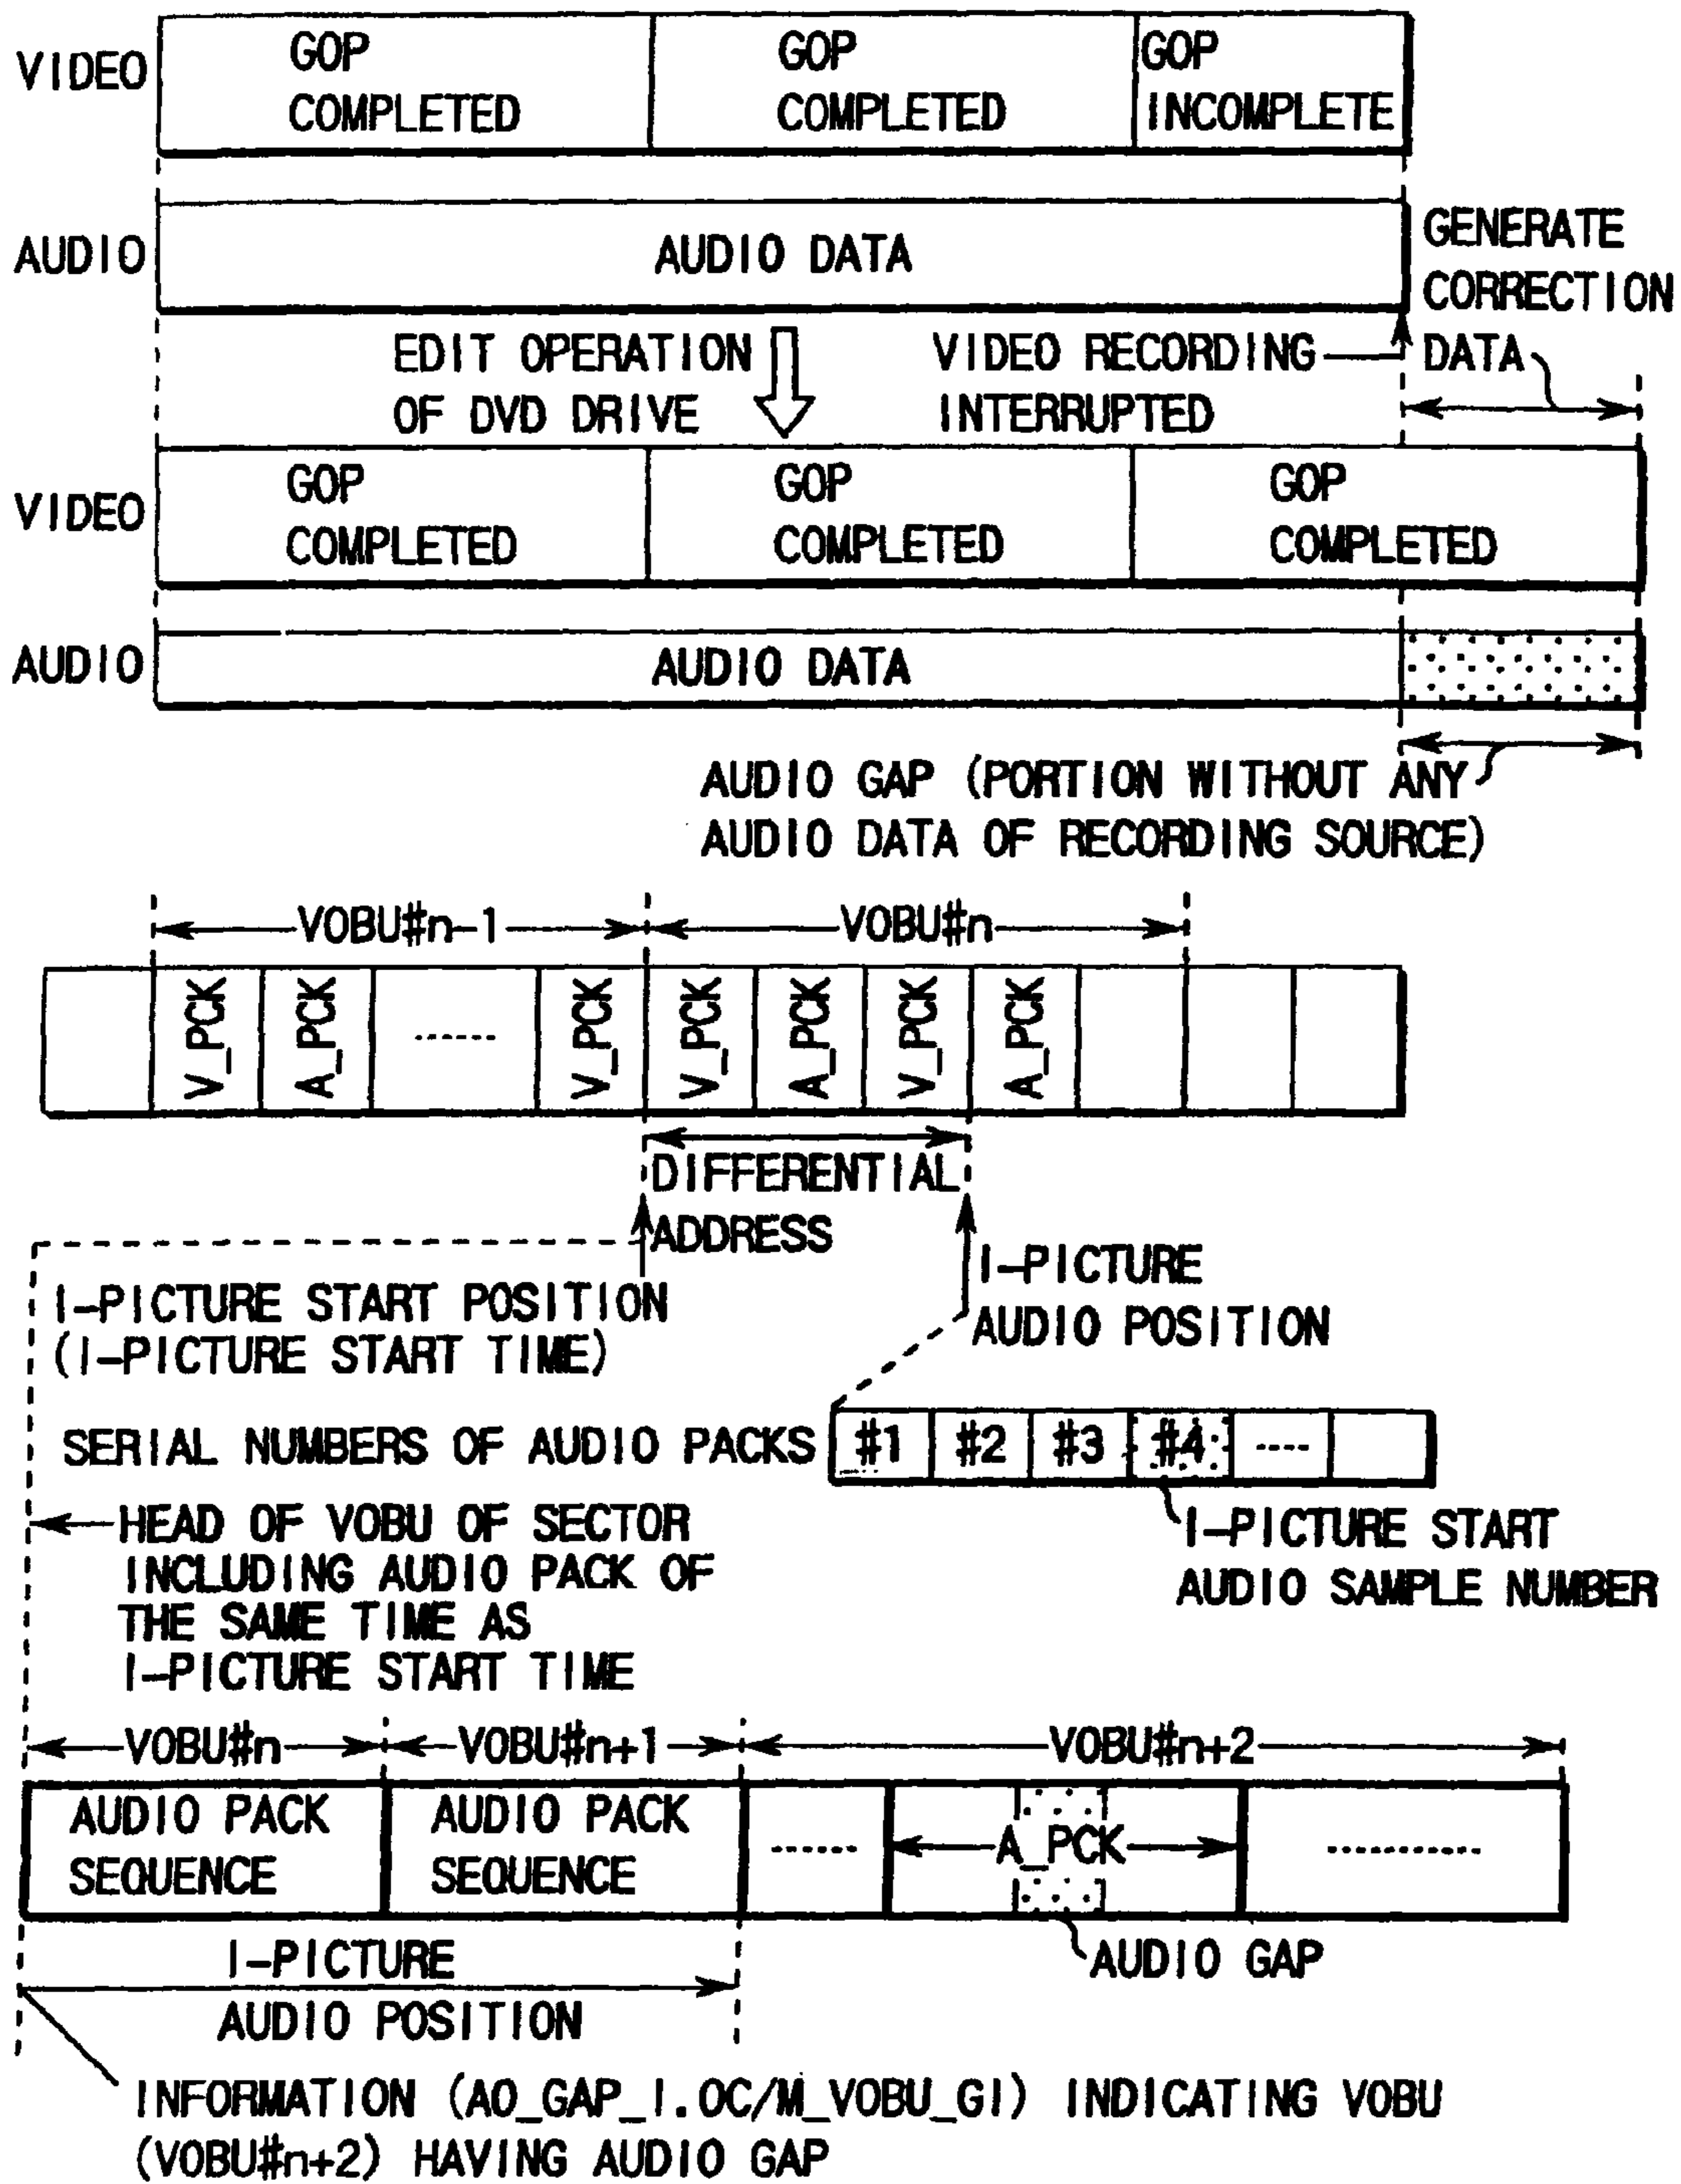 VIDEO
GOP
COMPLETED
GOP
COMPLETED
GOP
INCOMPLETE
AUDIO
AUDIO DATA
GENERATE
CORRECTION
DATA
EDIT OPERATION
OF DVD DRIVE
VIDEO RECORDING
INTERRUPTED
VIDEO
GOP
COMPLETED
GOP
COMPLETED
GOP
COMPLETED
AUDIO
AUDIO DATA
AUDIO GAP (PORTION WITHOUT ANY
AUDIO DATA OF RECORDING SOURCE)
VOBU#n-1
VOBU#n
V_PCK
A_PCK
V_PCK
V_PCK
A_PCK
V_PCK
A_PCK
DIFFERENTIAL
ADDRESS
I-PICTURE START POSITION
(I-PICTURE START TIME)
I-PICTURE
AUDIO POSITION
SERIAL NUMBERS OF AUDIO PACKS
#1
#2
#3
#4
I-PICTURE START
AUDIO SAMPLE NUMBER
HEAD OF VOBU OF SECTOR
INCLUDING AUDIO PACK OF
THE SAME TIME AS
I-PICTURE START TIME
VOBU#n
VOBU#n+1
VOBU#n+2
AUDIO PACK
SEQUENCE
AUDIO PACK
SEQUENCE
A_PCK
AUDIO GAP
I-PICTURE
AUDIO POSITION
INFORMATION (A0_GAP_I.OC/M_VOBU_GI) INDICATING VOBU
(VOBU#n+2) HAVING AUDIO GAP